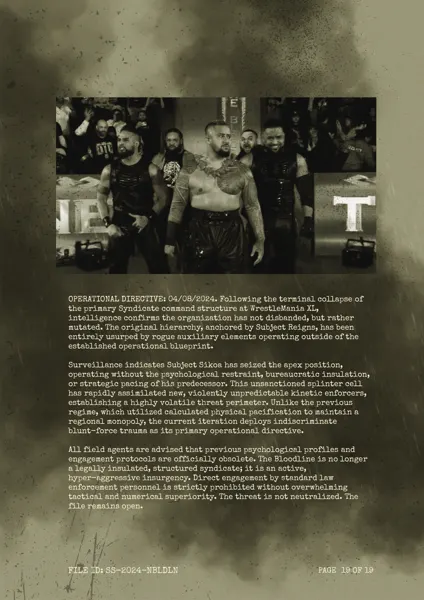 OTC
NE
T
OPERATIONAL DIRECTIVE: 04/08/2024. Following the terminal collapse of
the primary Syndicate command structure at WrestleMania XL,
intelligence confirms the organization has not disbanded, but rather
mutated. The original hierarchy, anchored by Subject Reigns, has been
entirely usurped by rogue auxiliary elements operating outside of the
established operational blueprint.
Surveillance indicates Subject Sikoa has seized the apex position,
operating without the psychological restraint, bureaucratic insulation,
or strategic pacing of his predecessor. This unsanctioned splinter cell
has rapidly assimilated new, violently unpredictable kinetic enforcers,
establishing a highly volatile threat perimeter. Unlike the previous
regime, which utilized calculated physical pacification to maintain a
regional monopoly, the current iteration deploys indiscriminate
blunt-force trauma as its primary operational directive.
All field agents are advised that previous psychological profiles and
engagement protocols are officially obsolete. The Bloodline is no longer
a legally insulated, structured syndicate; it is an active,
hyper-aggressive insurgency. Direct engagement by standard law
enforcement personnel is strictly prohibited without overwhelming
tactical and numerical superiority. The threat is not neutralized. The
file remains open.
FILE ID: SS-2024-NBLDLN
PAGE 19 OF 19